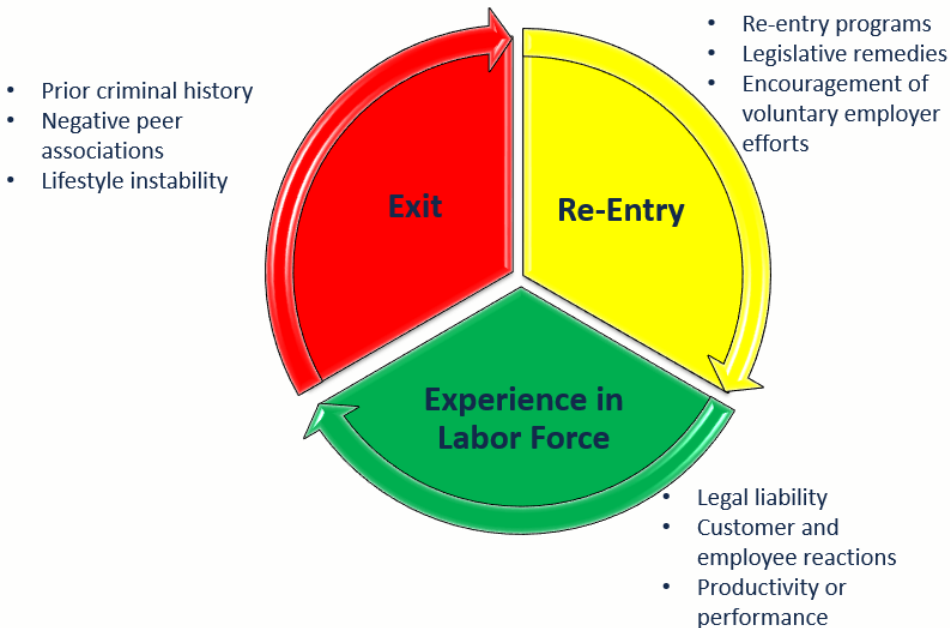 • Prior criminal history
• Negative peer
associations
• Lifestyle instability
Exit
• Re-entry programs
• Legislative remedies
• Encouragement of
voluntary employer
efforts
Re-Entry
Experience in
Labor Force
• Legal liability
• Customer and
employee reactions
• Productivity or
performance